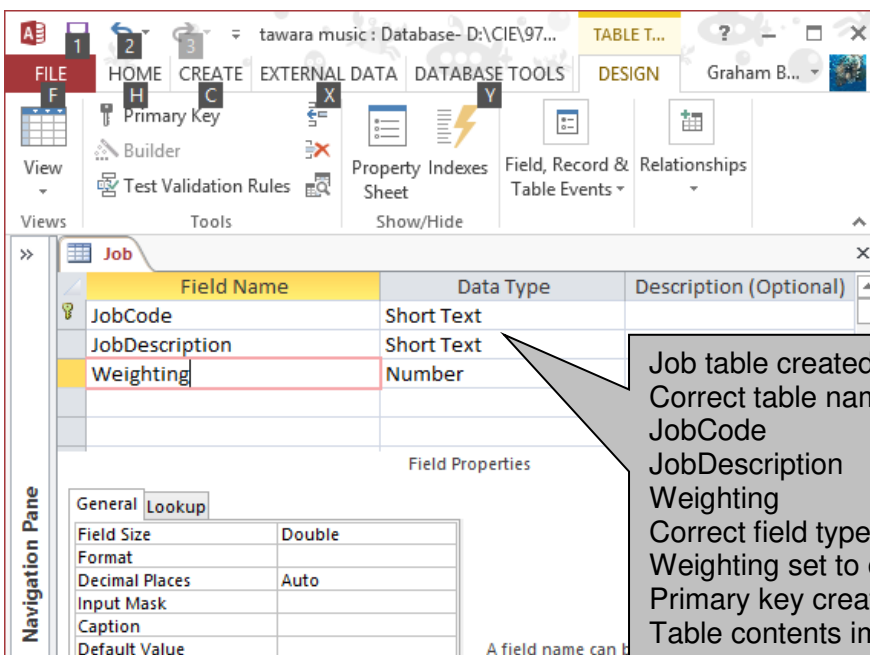 1 2 3 tawara music : Database- D:\CIE\97... TABLE T... ?
FILE HOME CREATE EXTERNAL DATA DATABASE TOOLS DESIGN Graham B...
F H C X Y
View
Primary Key
Builder
Test Validation Rules
Property Sheet
Indexes
Field, Record & Table Events
Relationships
Views Tools Show/Hide
Job
Field Name Data Type Description (Optional)
JobCode Short Text
JobDescription Short Text
Weighting Number
Field Properties
General Lookup
Field Size Double
Format
Decimal Places Auto
Input Mask
Caption
Default Value
A field name can
Navigation Pane
Job table created
Correct table
JobCode
JobDescription
Weighting
Correct field type
Weighting set to
Primary key
Table contents